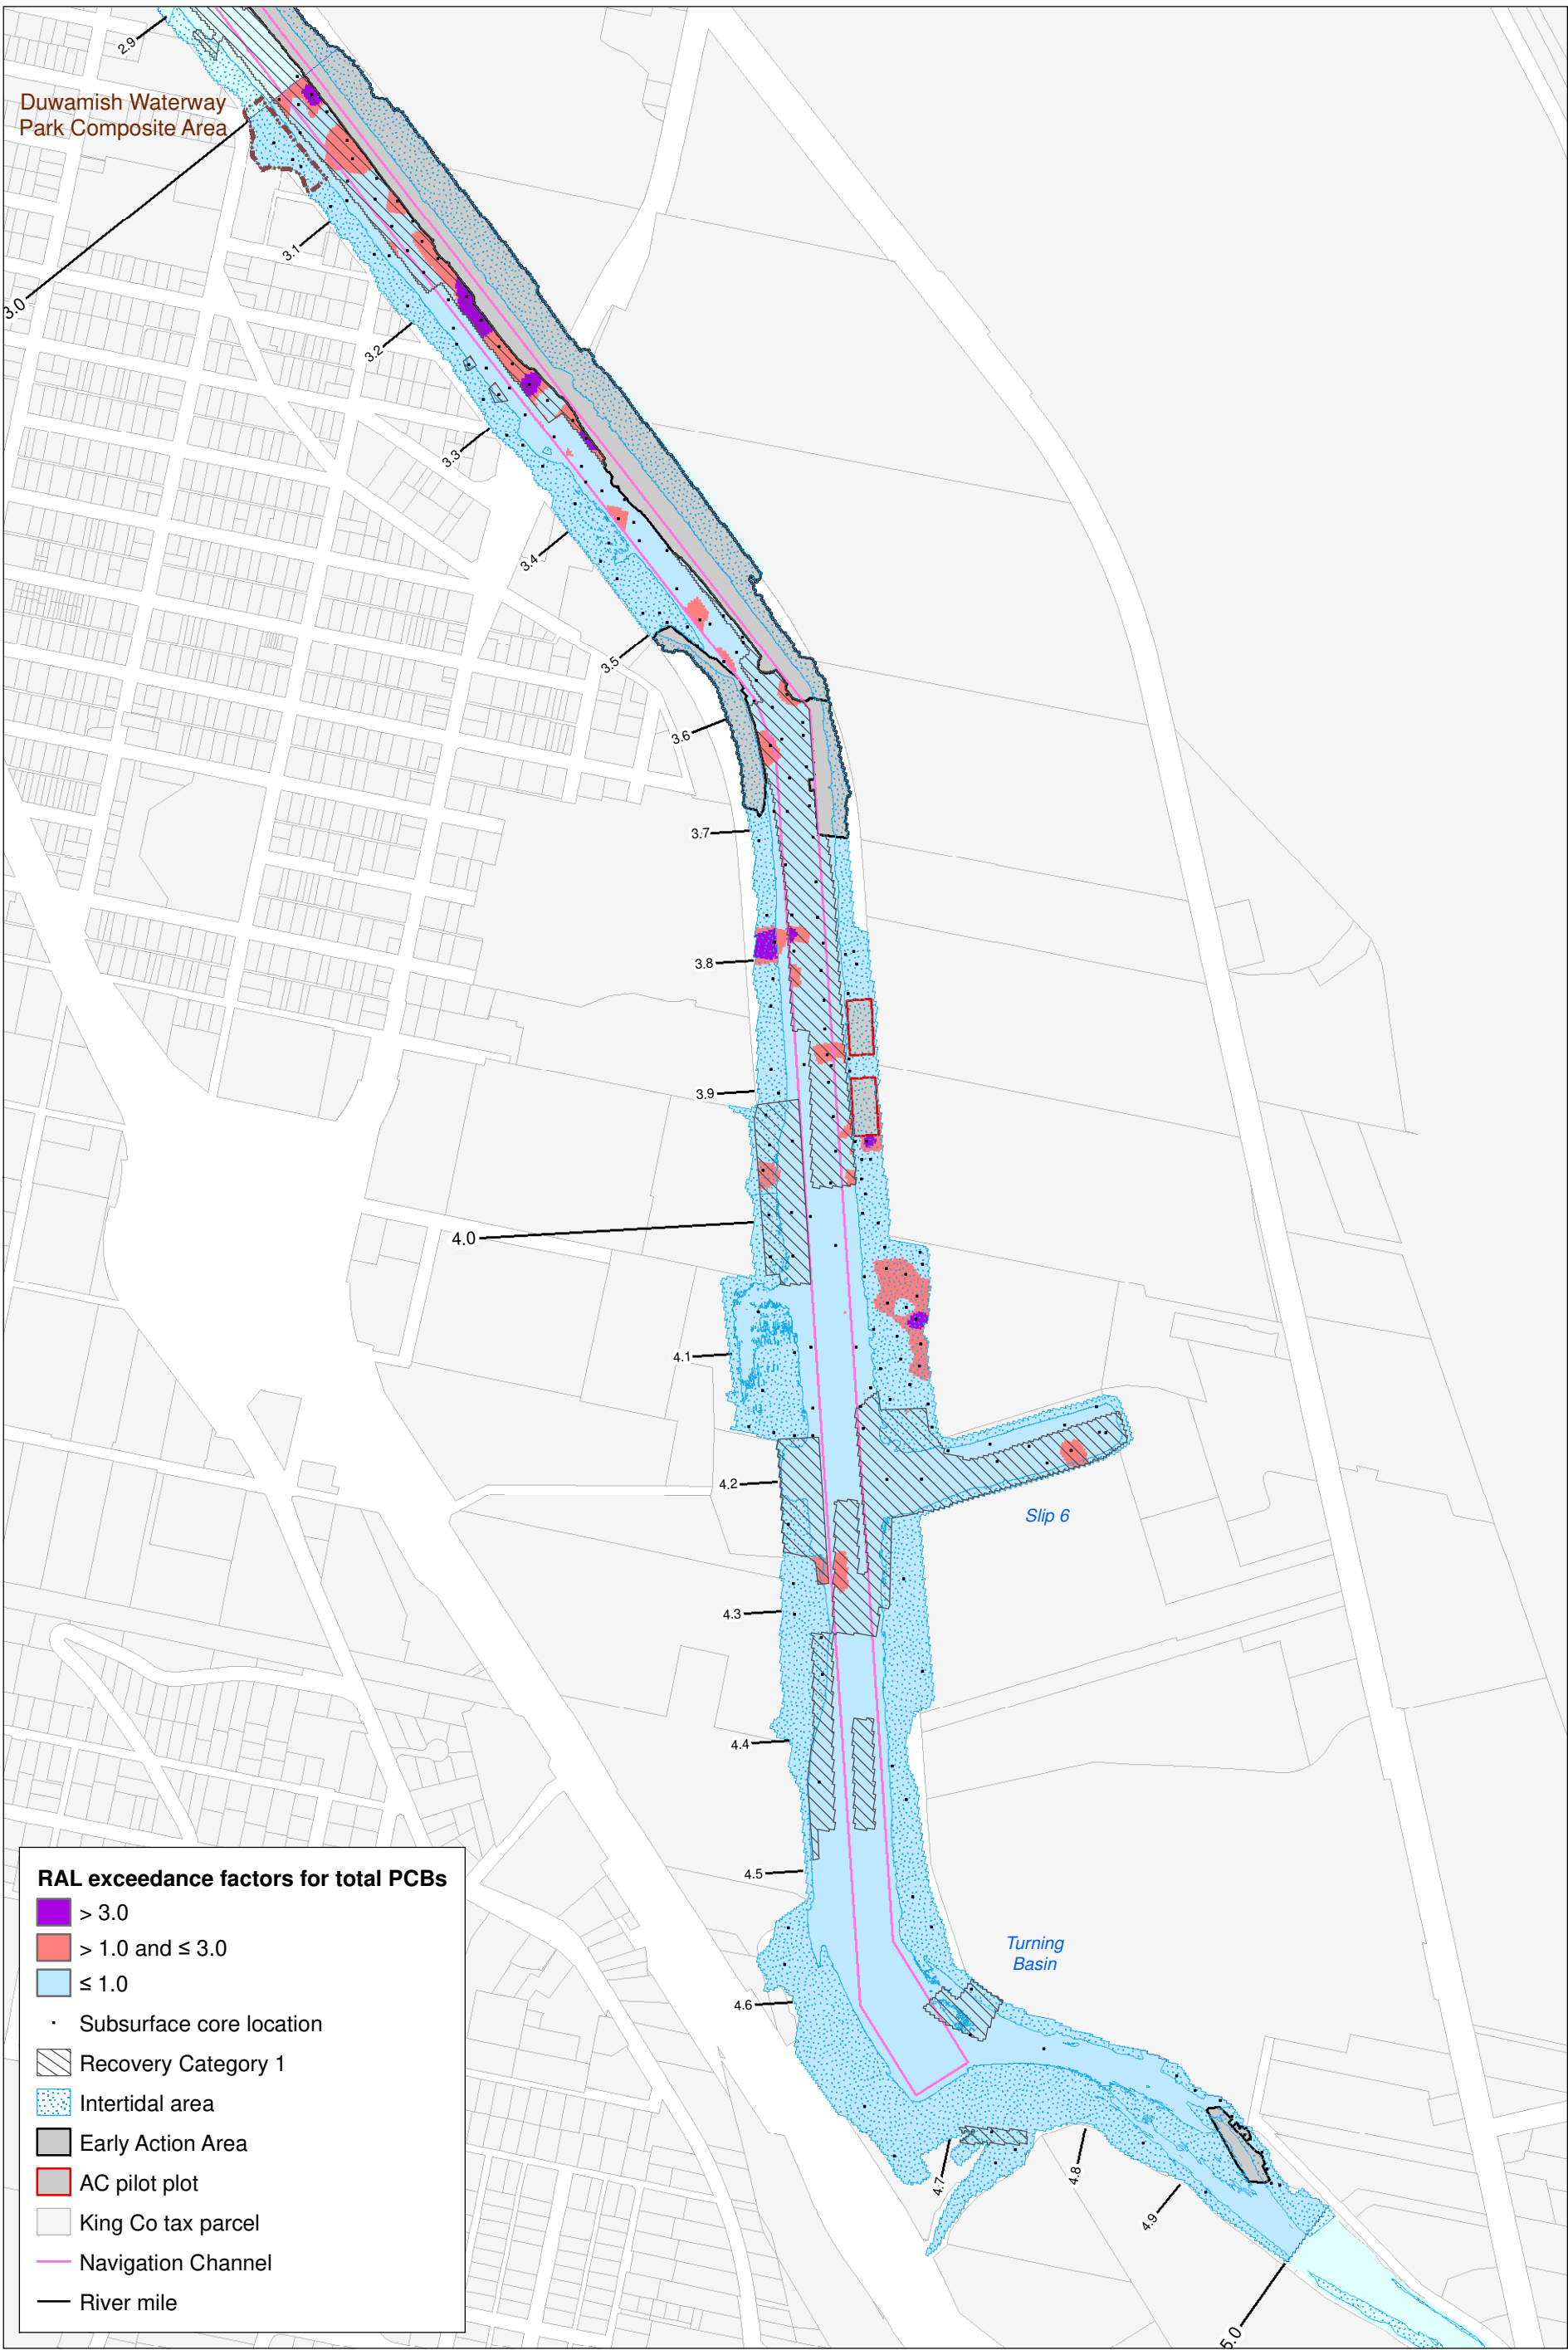 2.9
Duwamish Waterway
Park Composite Area
3.0
3.1
3.2
3.3
3.4
3.5
3.6
3.7
3.8
3.9
4.0
4.1
4.2
Slip 6
4.3
4.4
4.5
Turning
Basin
4.6
4.7
4.8
4.9
5.0
RAL exceedance factors for total PCBs
> 3.0
> 1.0 and ≤ 3.0
≤ 1.0
Subsurface core location
Recovery Category 1
Intertidal area
Early Action Area
AC pilot plot
King Co tax parcel
Navigation Channel
River mile